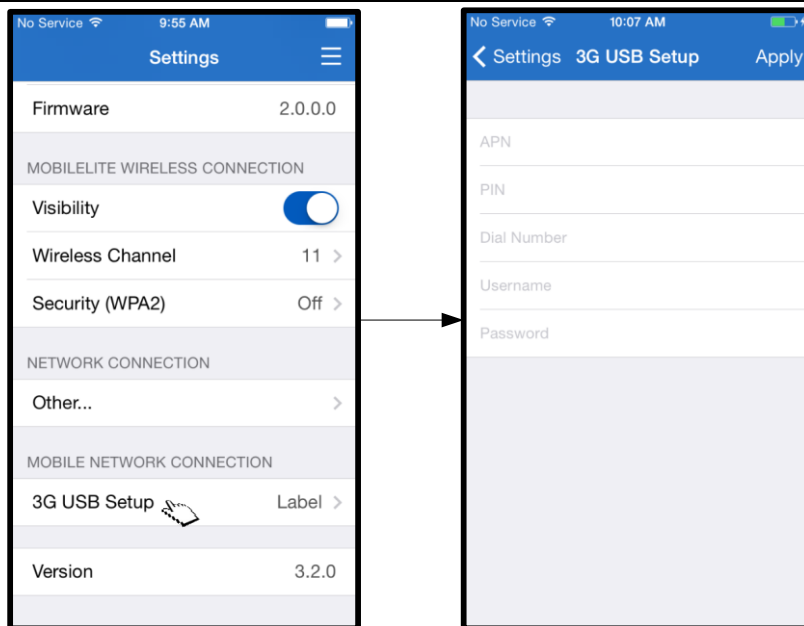 No Service 9:55 AM
Settings
Firmware 2.0.0.0
MOBILELITE WIRELESS CONNECTION
Visibility
Wireless Channel 11
Security (WPA2) Off
NETWORK CONNECTION
Other...
MOBILE NETWORK CONNECTION
3G USB Setup Label
Version 3.2.0
No Service 10:07 AM
Settings 3G USB Setup Apply
APN
PIN
Dial Number
Username
Password